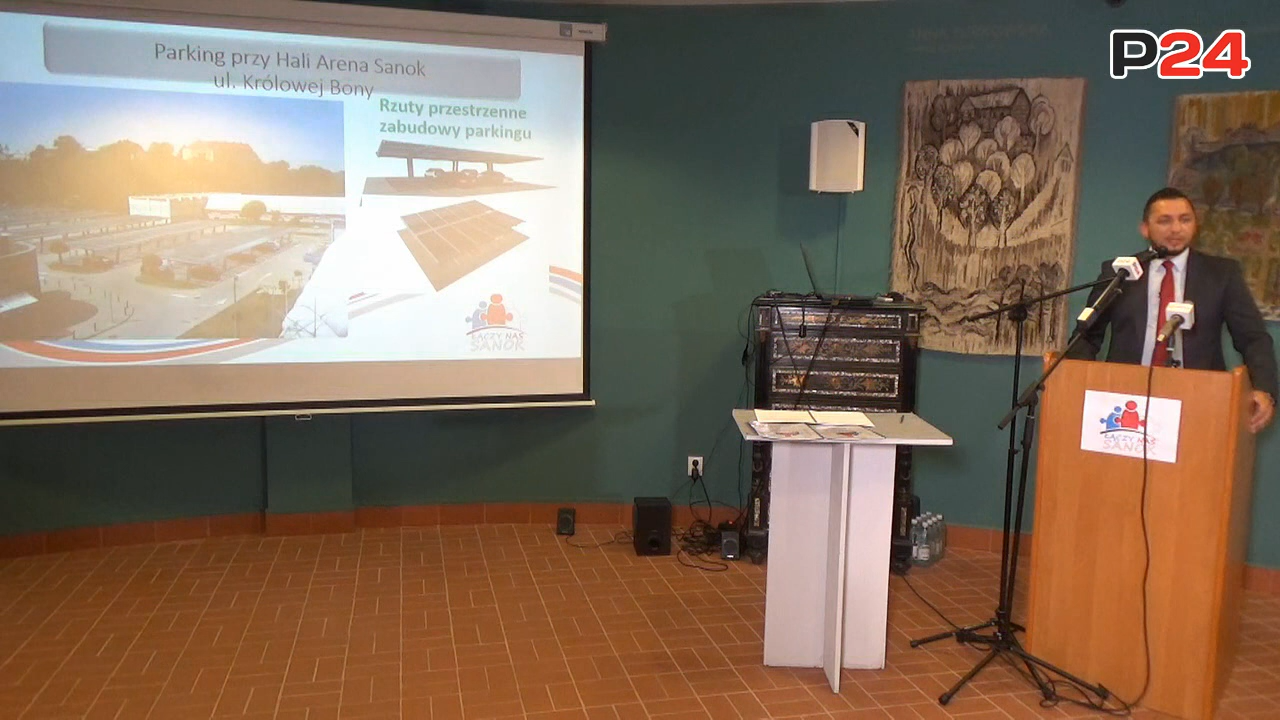 Parking przy Hali Arena Sanok
ul. Królowej Bony
Rzuty przestrzenne
zabudowy parkingu
ŁĄCZY NAS
SANOK
P24
ŁĄCZY NAS
SANOK